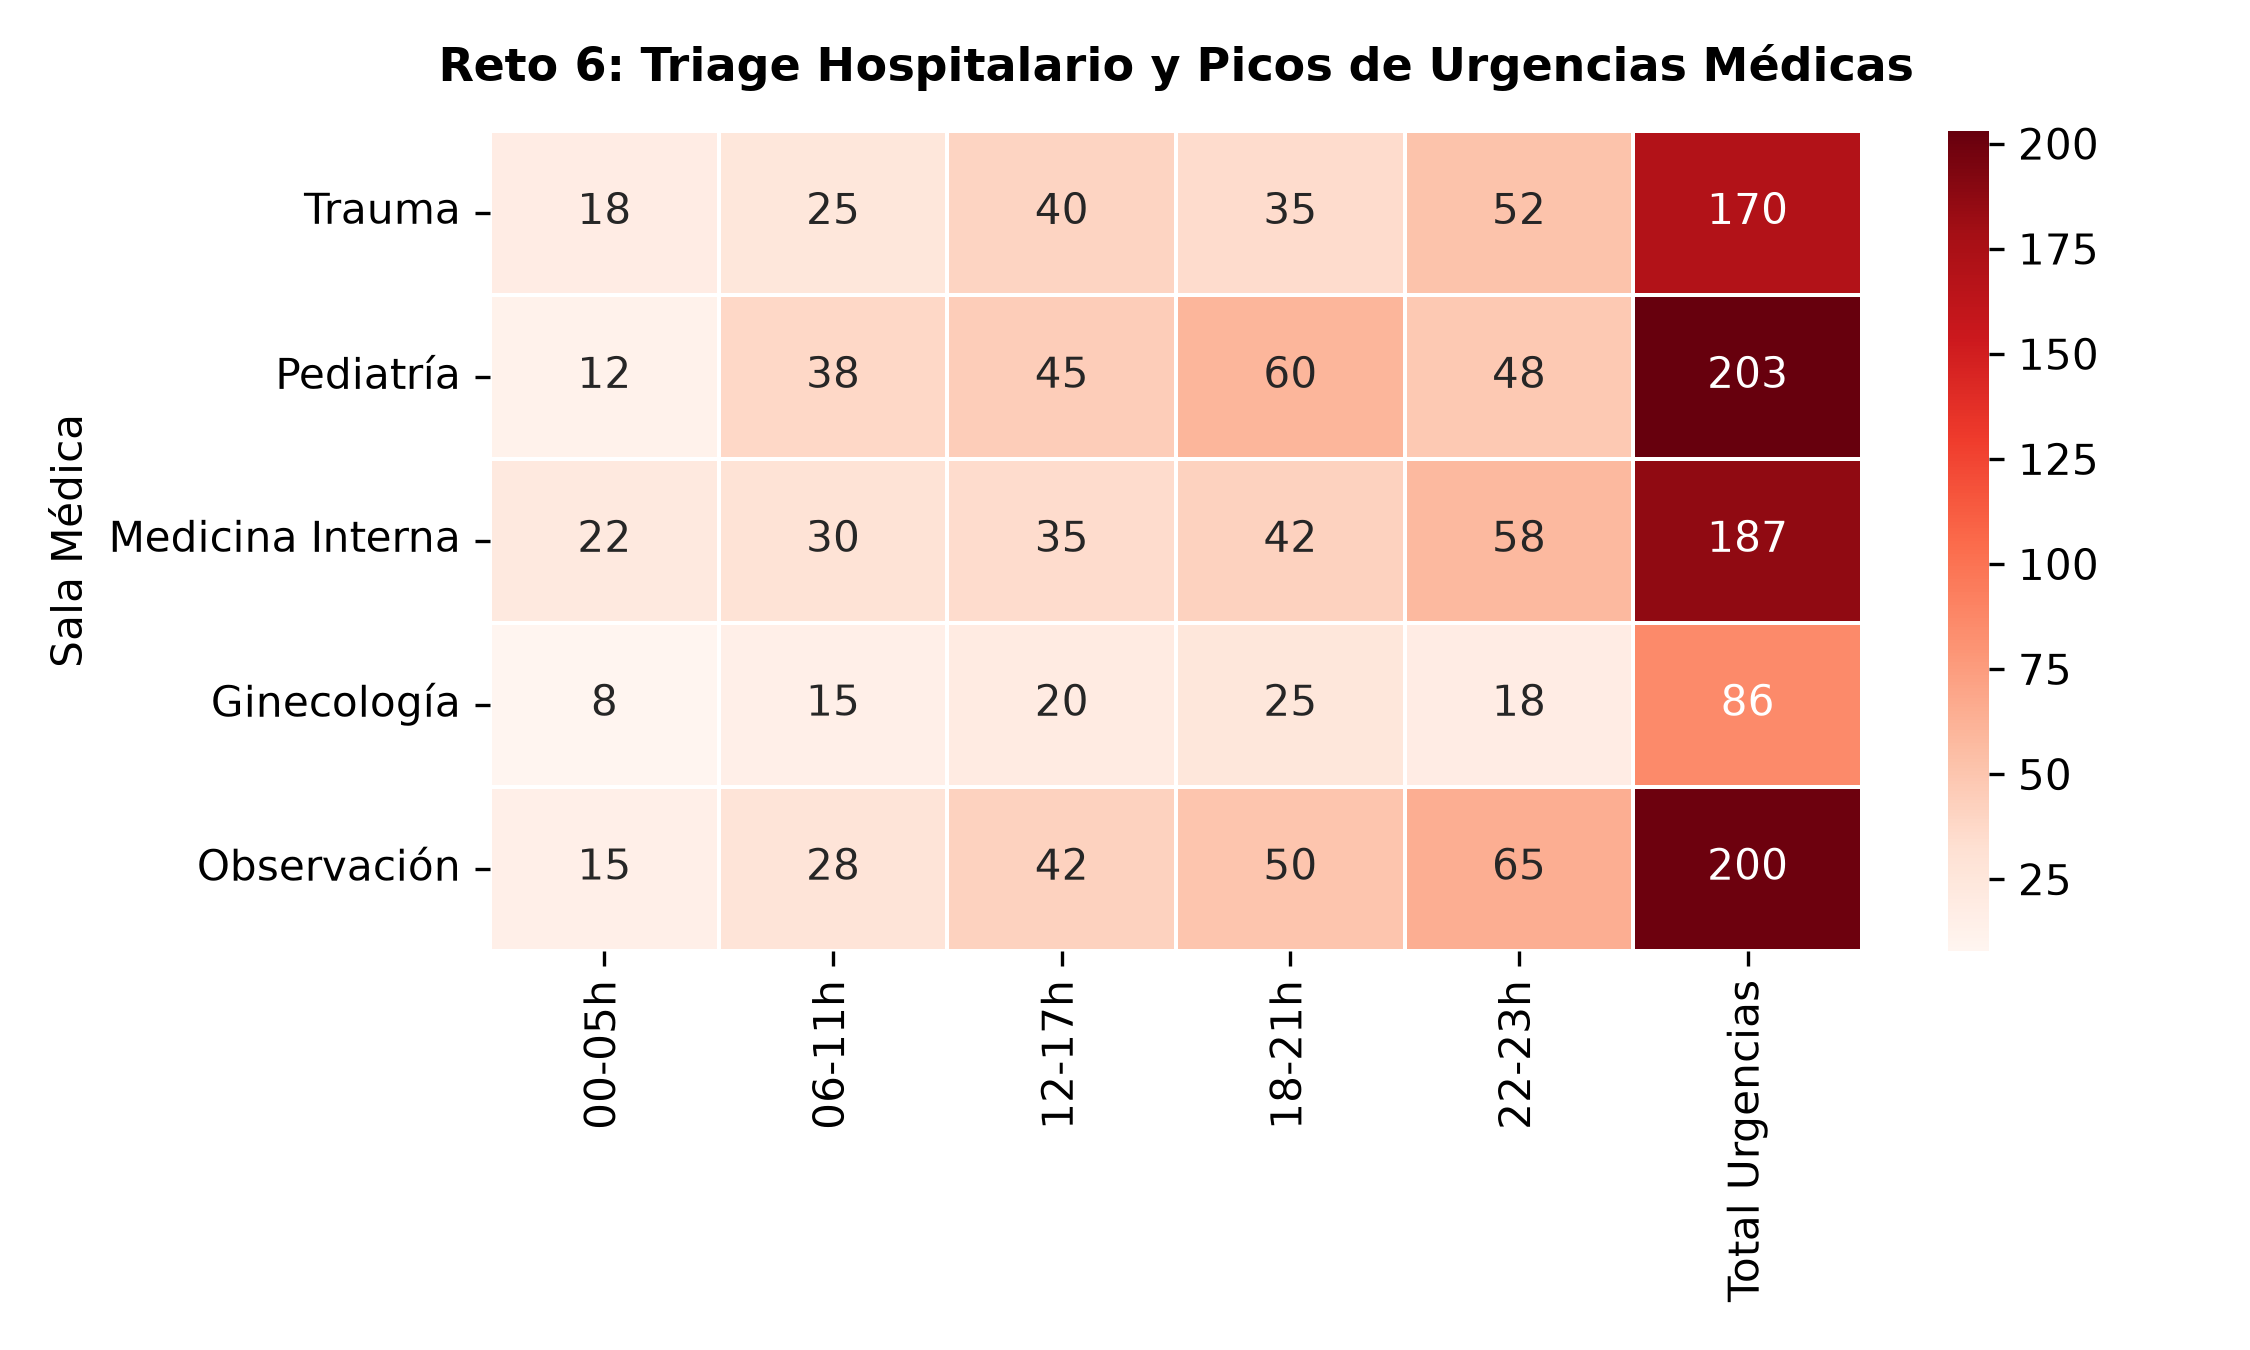 Reto 6: Triage Hospitalario y Picos de Urgencias Médicas
Sala Médica
Trauma 18 25 40 35 52 170
Pediatría 12 38 45 60 48 203
Medicina Interna 22 30 35 42 58 187
Ginecología 8 15 20 25 18 86
Observación 15 28 42 50 65 200
00-05h 06-11h 12-17h 18-21h 22-23h Total Urgencias
200
175
150
125
100
75
50
25